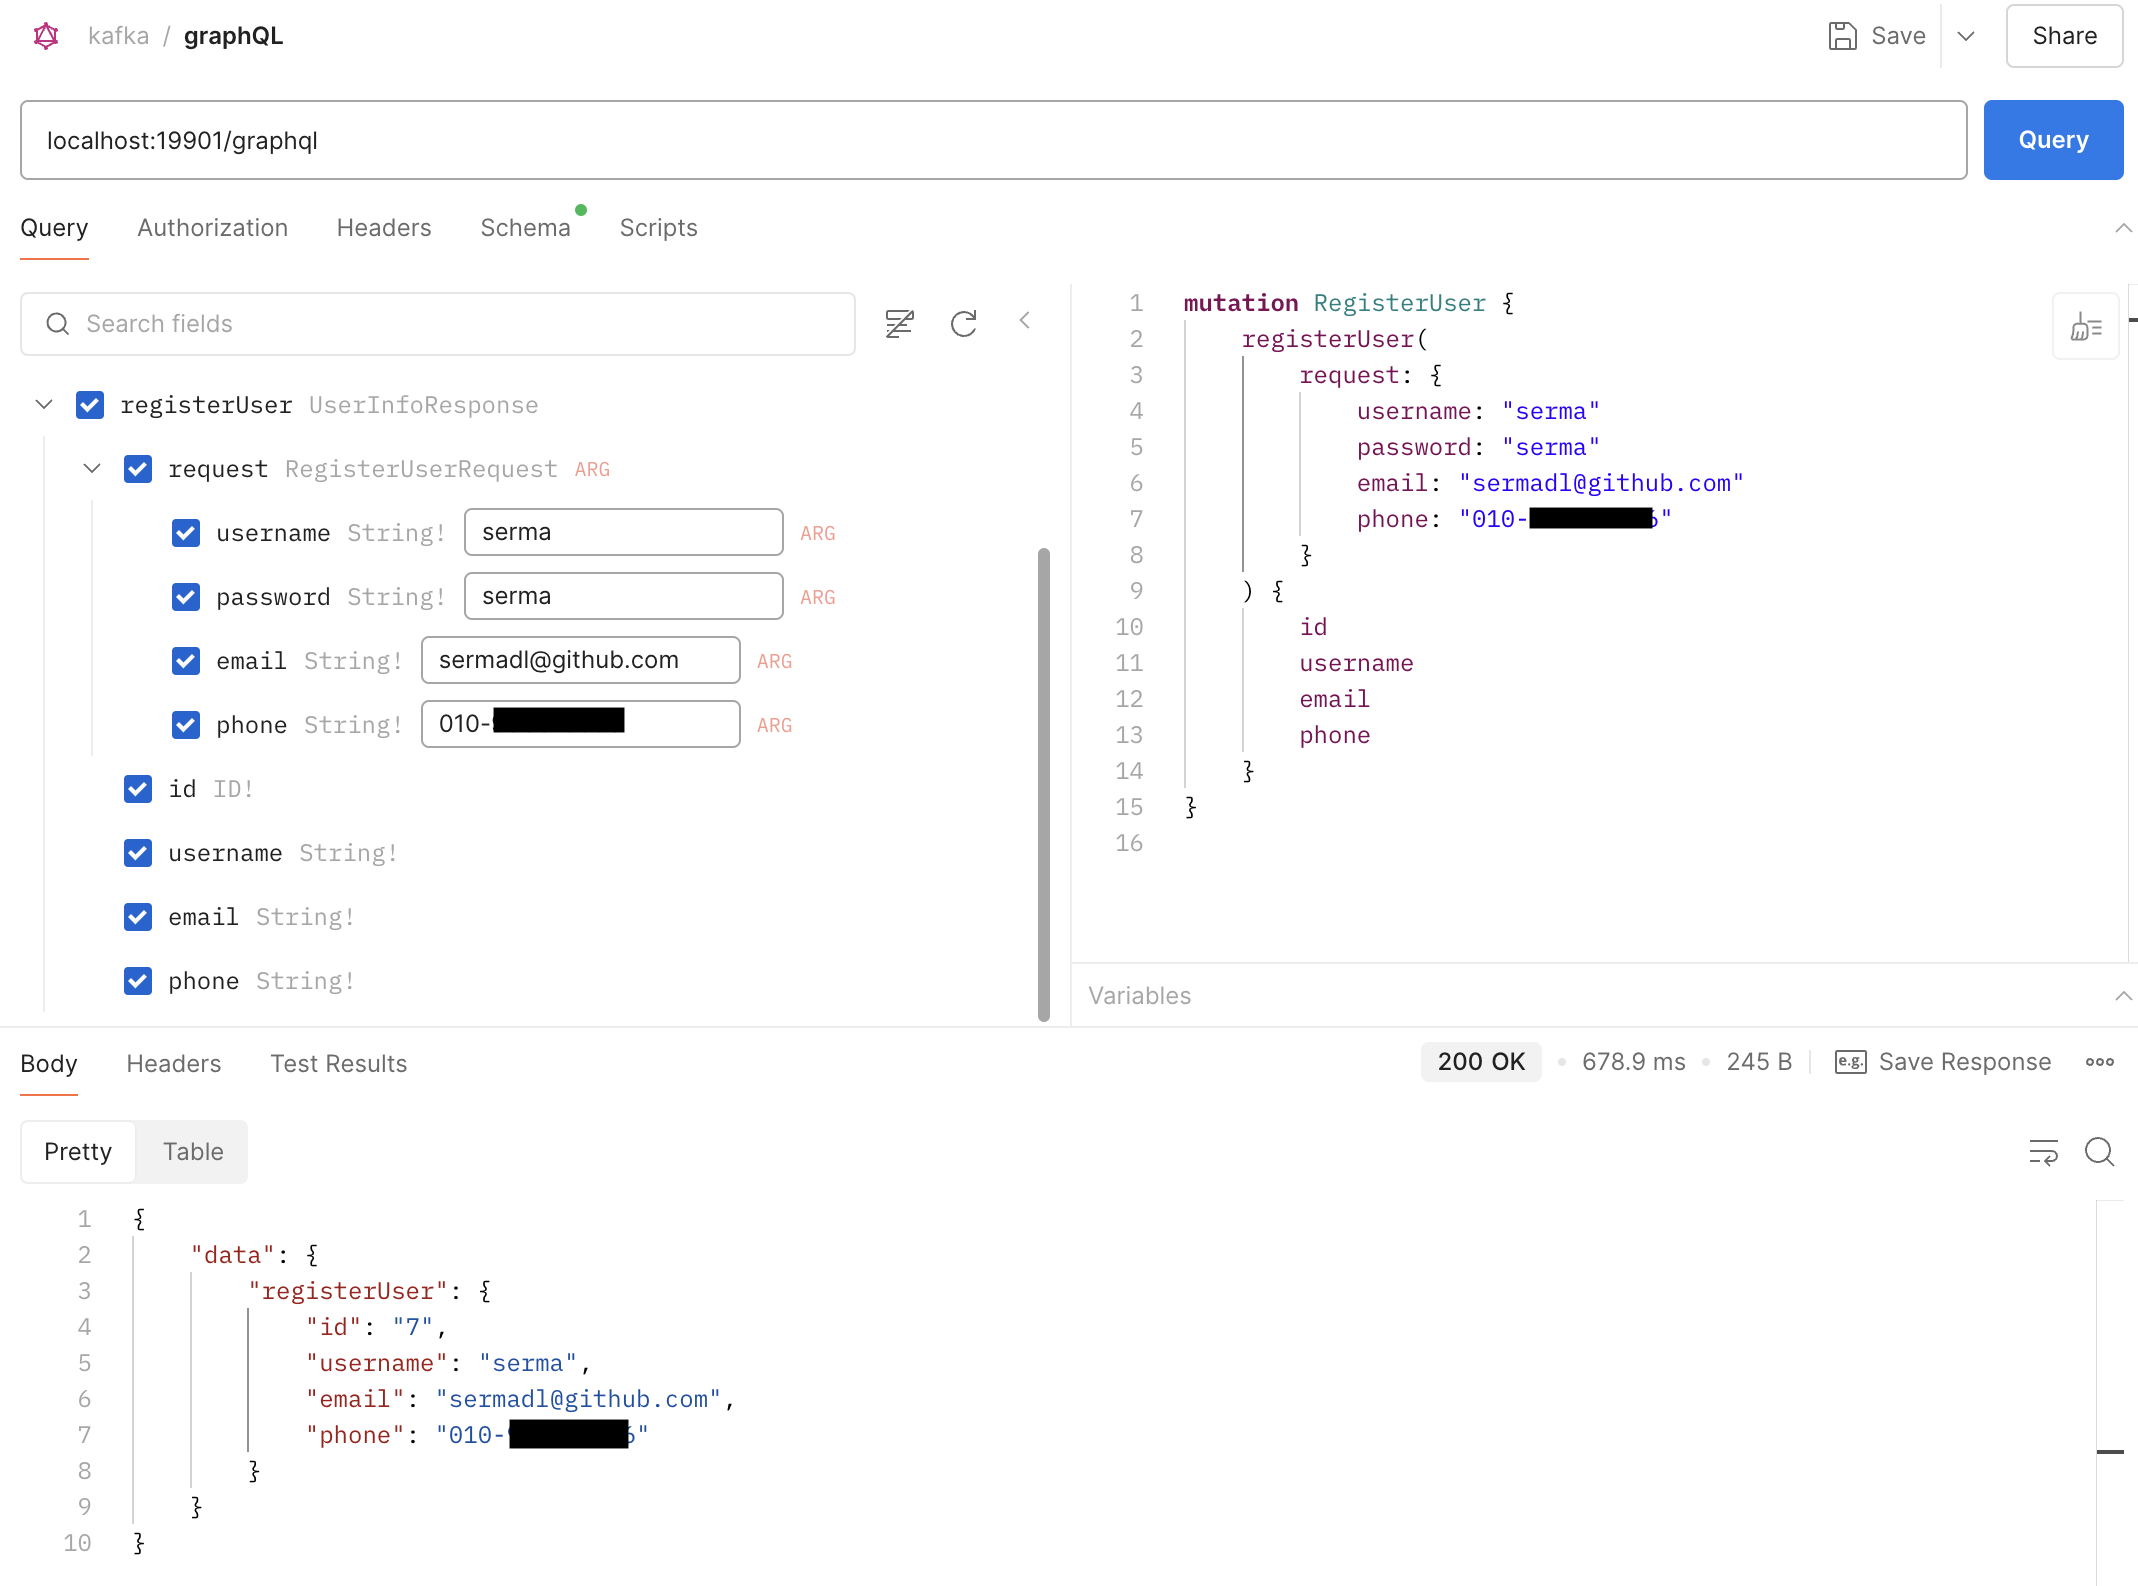 kafka / graphQL
Save
Share
localhost:19901/graphql
Query
Query Authorization Headers Schema Scripts
Search fields
registerUser UserInfoResponse
request RegisterUserRequest ARG
username String! serma ARG
password String! serma ARG
email String! sermadl@github.com ARG
phone String! 010- ARG
id ID!
username String!
email String!
phone String!
1 mutation RegisterUser {
2 registerUser(
3 request: {
4 username: "serma"
5 password: "serma"
6 email: "sermadl@github.com"
7 phone: "010- "
8 }
9 ) {
10 id
11 username
12 email
13 phone
14 }
15 }
16
Variables
Body Headers Test Results
200 OK • 678.9 ms • 245 B
e.g. Save Response
Pretty Table
1 {
2 "data": {
3 "registerUser": {
4 "id": "7",
5 "username": "serma",
6 "email": "sermadl@github.com",
7 "phone": "010- "
8 }
9 }
10 }